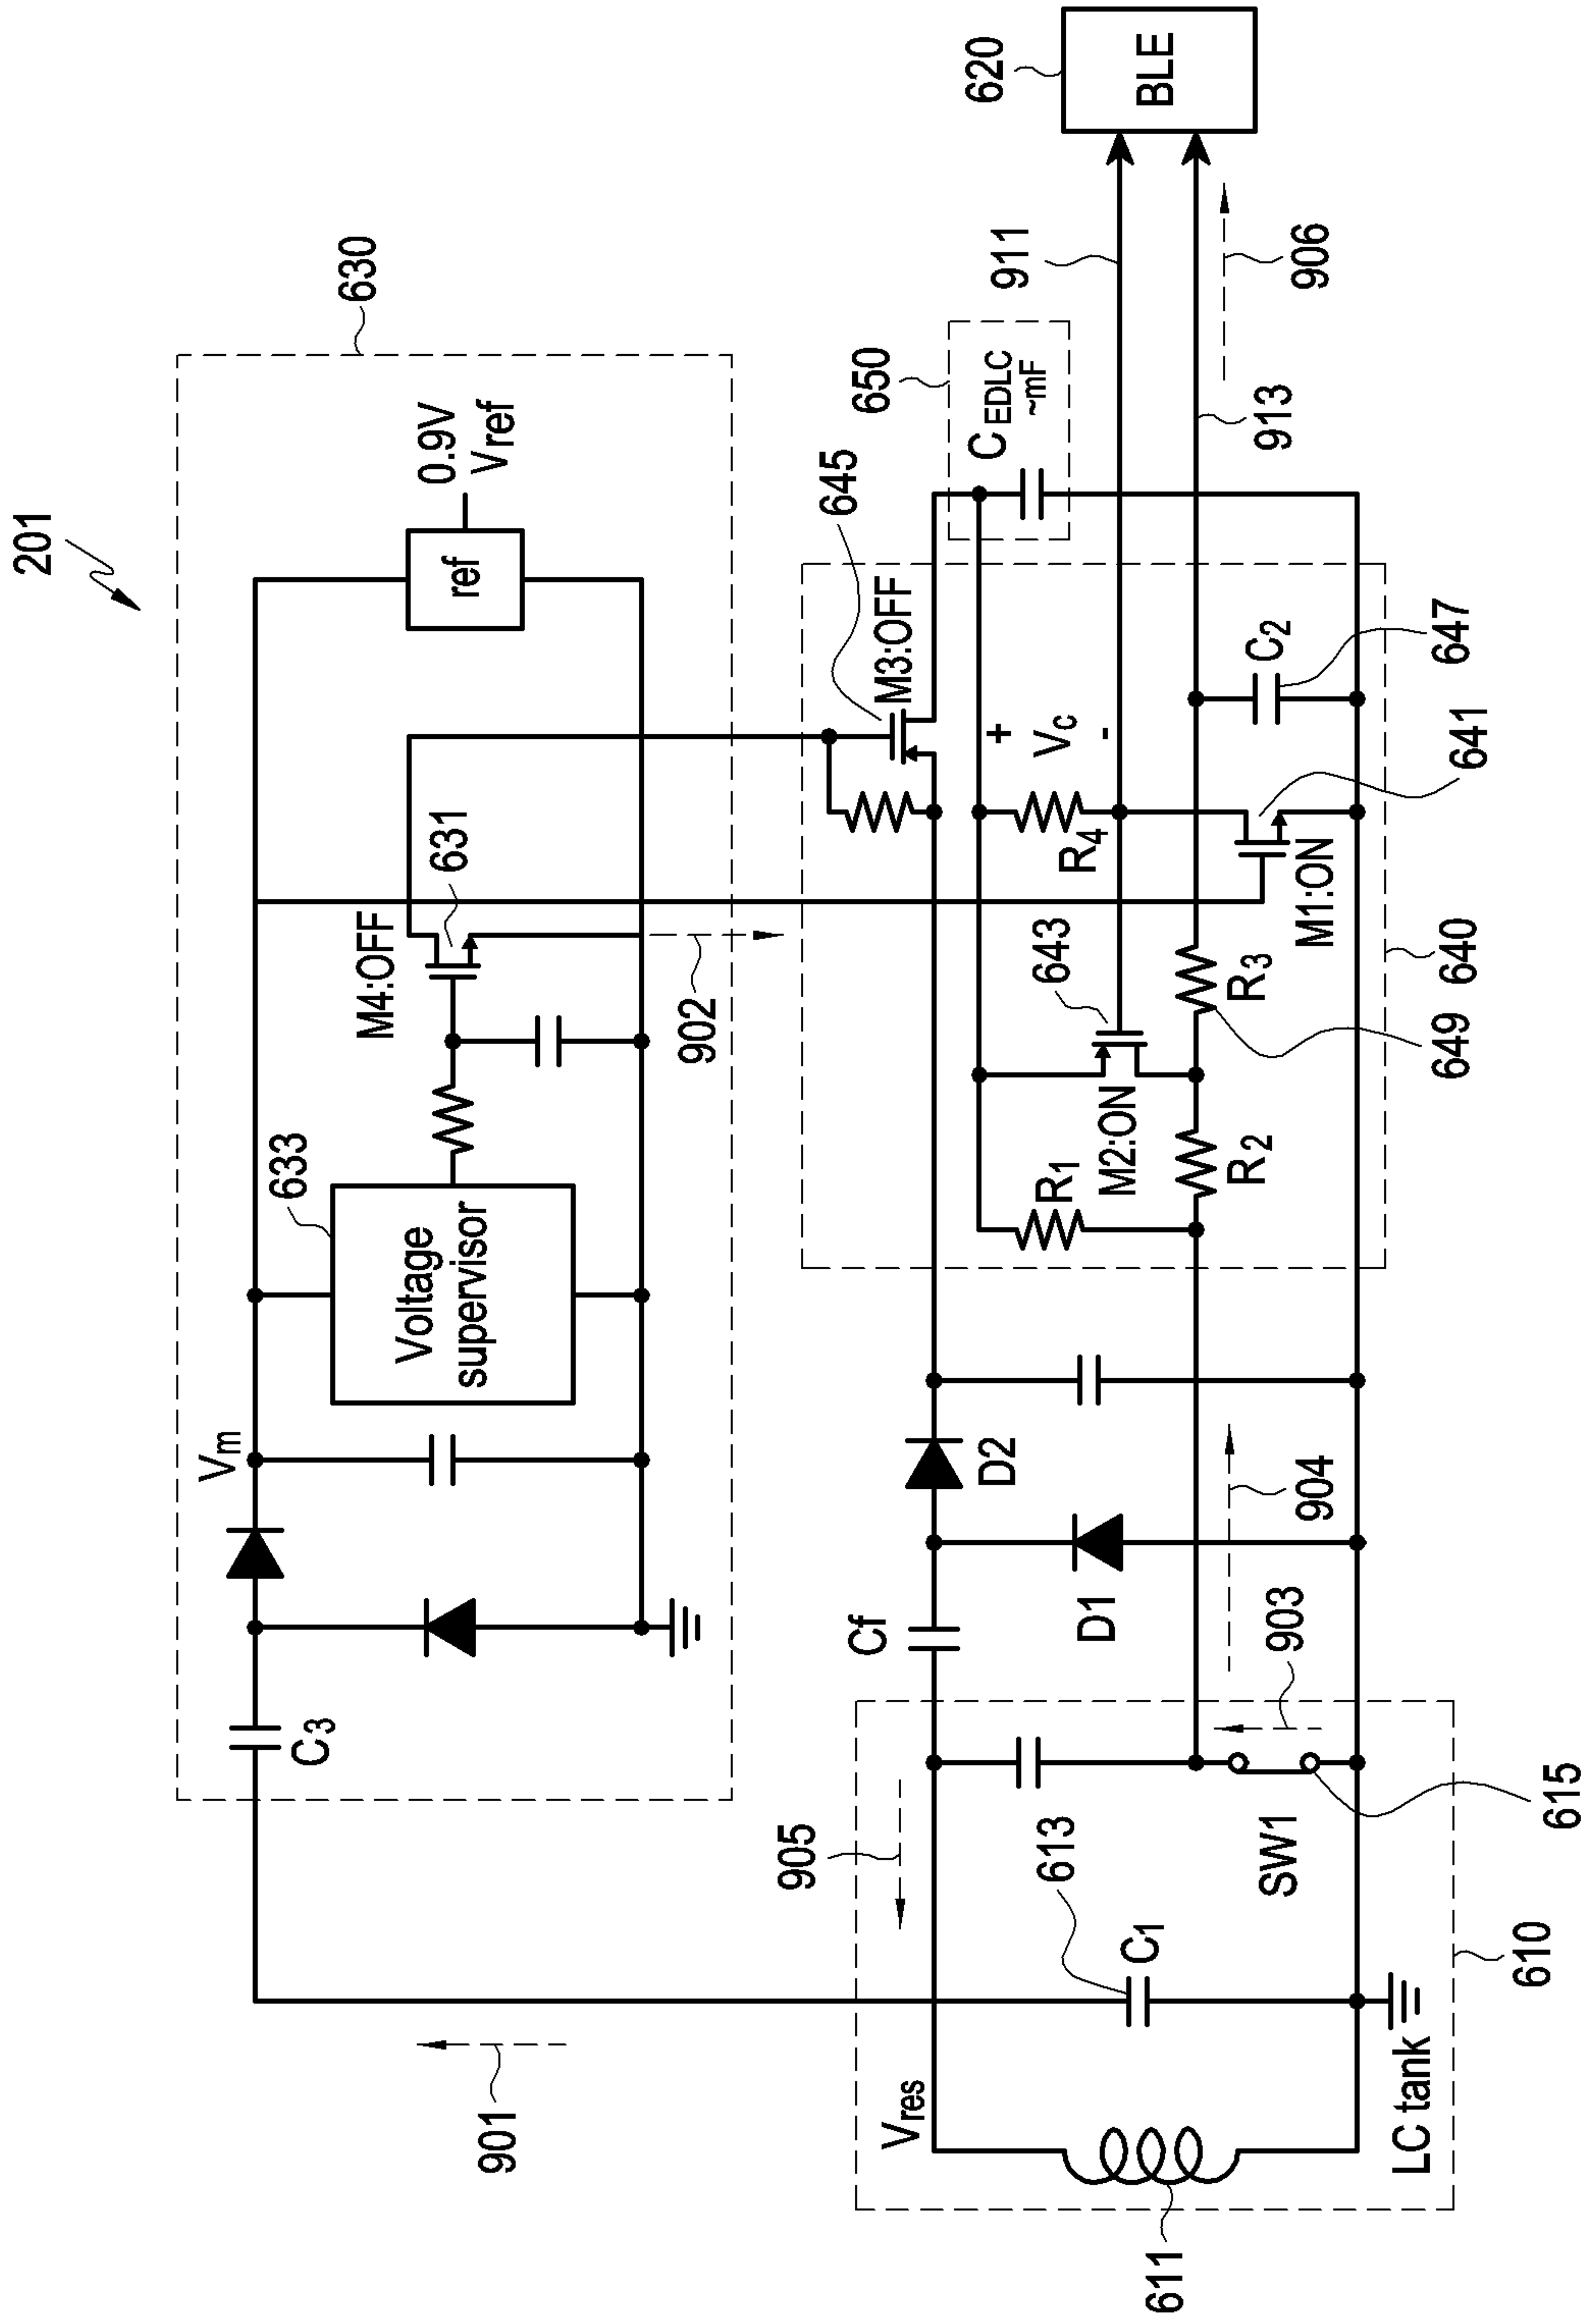 201
630
0.9V
Vref
ref
M4:OFF
631
633
Voltage
supervisor
Vm
C3
902
901
620
BLE
911
906
913
650
CEDLC
~mF
645
M3:OFF
+
Vc
-
R4
C2
647
641
M1:ON
640
643
M2:ON
R3
649
R1
R2
D2
D1
Cf
904
903
905
613
C1
SW1
615
610
Vres
611
LC tank